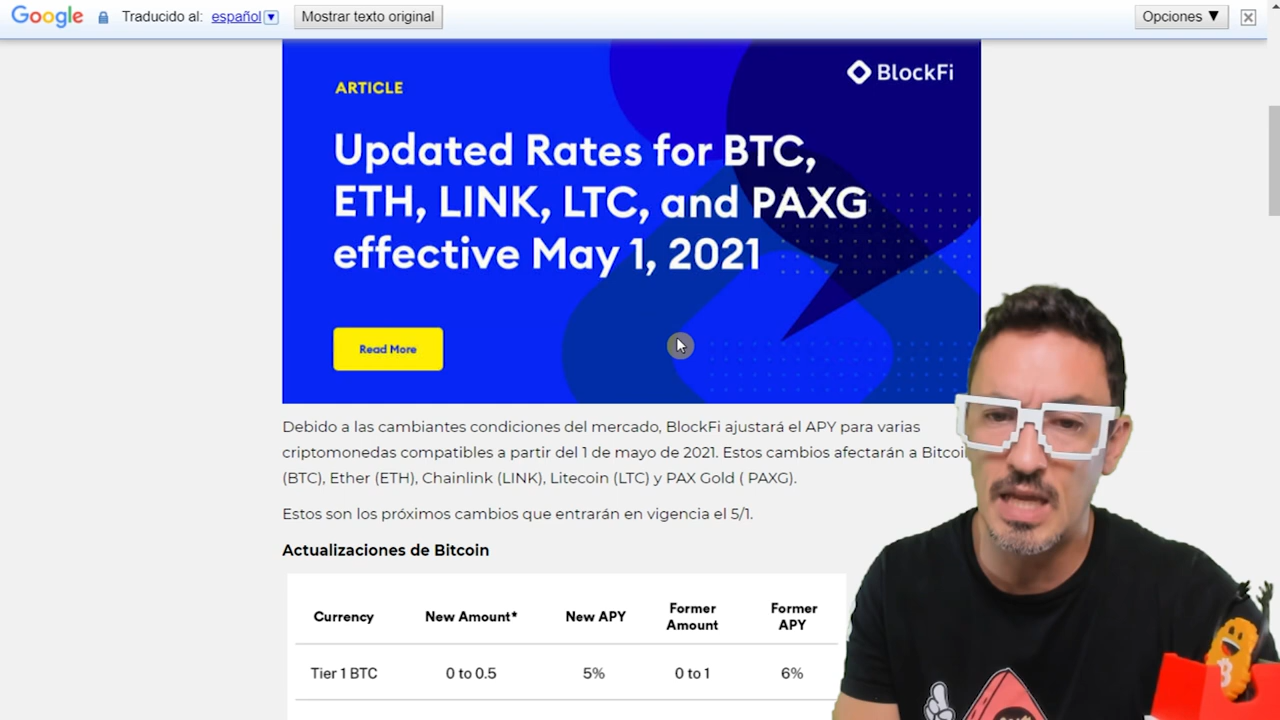 Google Traducido al: español Mostrar texto original Opciones ▼
BlockFi
ARTICLE
Updated Rates for BTC,
ETH, LINK, LTC, and PAXG
effective May 1, 2021
Read More
Debido a las cambiantes condiciones del mercado, BlockFi ajustará el APY para varias
criptomonedas compatibles a partir del 1 de mayo de 2021. Estos cambios afectarán a Bitcoin
(BTC), Ether (ETH), Chainlink (LINK), Litecoin (LTC) y PAX Gold ( PAXG).
Estos son los próximos cambios que entrarán en vigencia el 5/1.
Actualizaciones de Bitcoin
Currency New Amount* New APY Former Amount Former APY
Tier 1 BTC 0 to 0.5 5% 0 to 1 6%